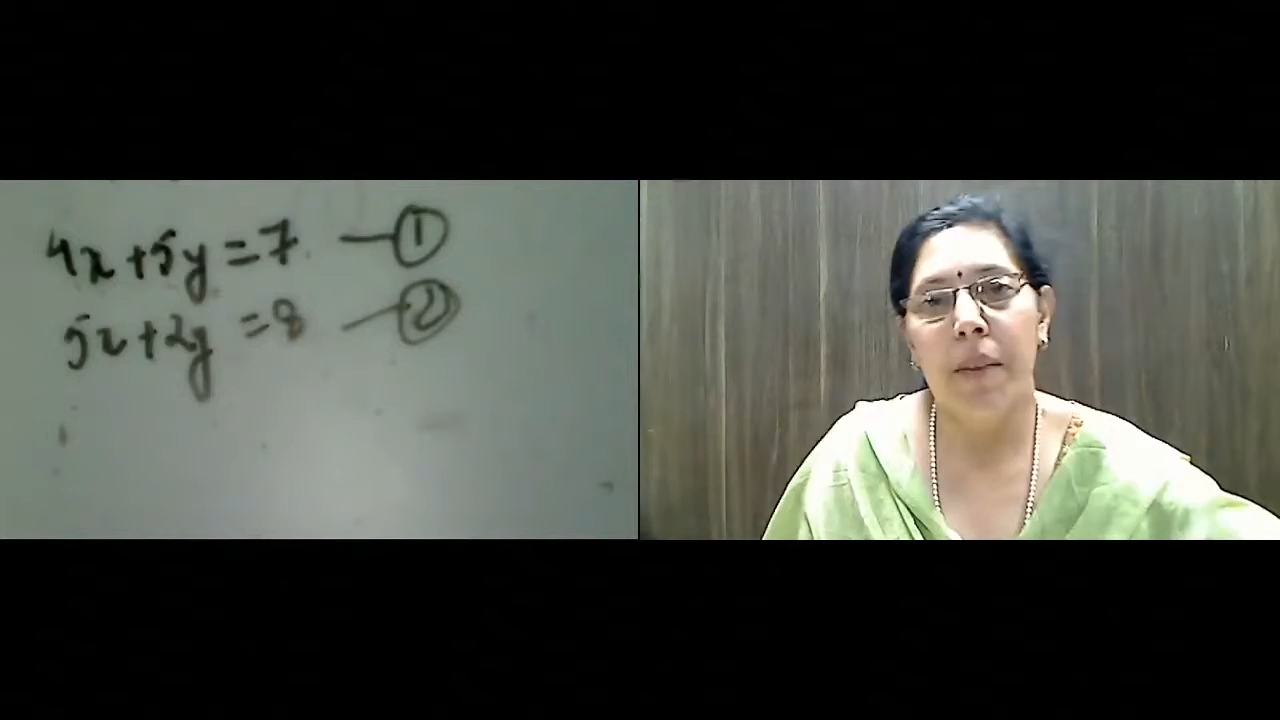 4x+5y=7 —①
5x+2y=8 —②